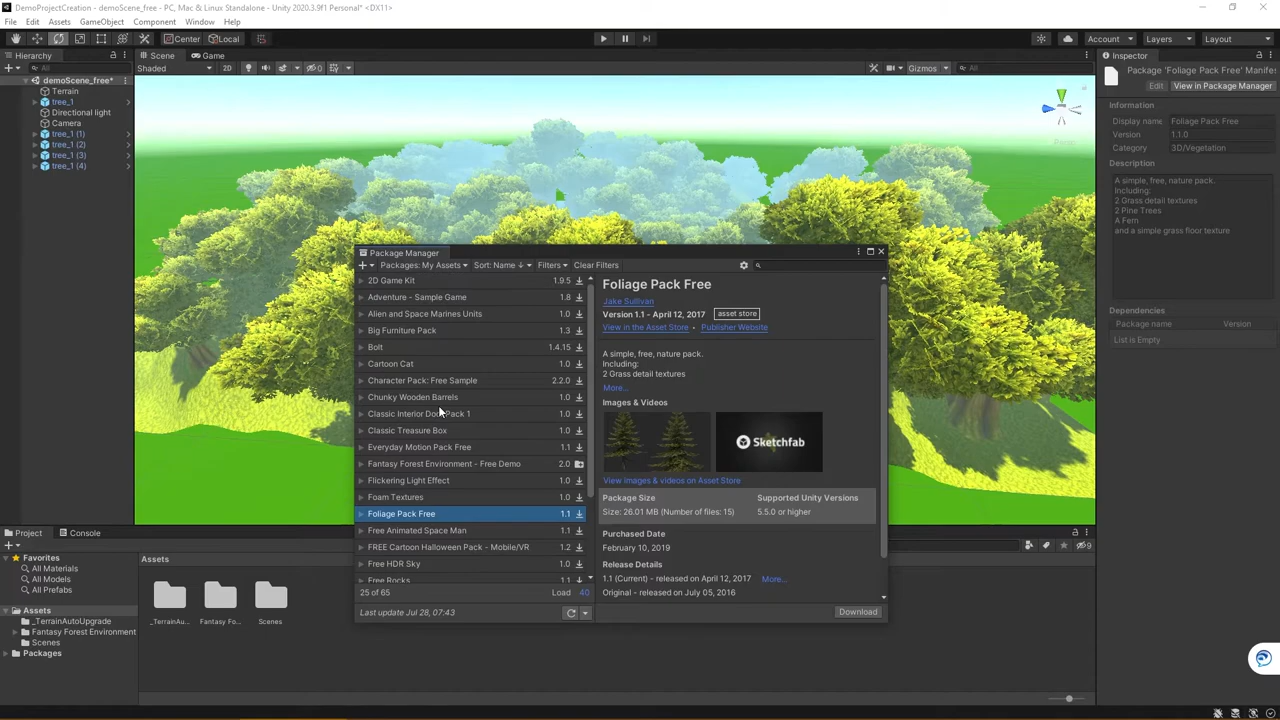 DemoProjectCreation - demoScene_free - PC, Mac & Linux Standalone - Unity 2020.3.9f1 Personal* <DX11>
File Edit Assets GameObject Component Window Help
Center Local
Account Layers Layout
Hierarchy
All
demoScene_free*
Terrain
tree_1
Directional light
Camera
tree_1 (1)
tree_1 (2)
tree_1 (3)
tree_1 (4)
Scene Game
Shaded 2D 0 Gizmos All
Persp
Inspector
Package 'Foliage Pack Free' Manifes
Edit View in Package Manager
Information
Display name Foliage Pack Free
Version 1.1.0
Category 3D/Vegetation
Description
A simple, free, nature pack.
Including:
2 Grass detail textures
2 Pine Trees
A Fern
and a simple grass floor texture
Dependencies
Package name Version
List is Empty
Package Manager
Packages: My Assets Sort: Name ↓ Filters Clear Filters
2D Game Kit 1.9.5
Adventure - Sample Game 1.8
Alien and Space Marines Units 1.0
Big Furniture Pack 1.3
Bolt 1.4.15
Cartoon Cat 1.0
Character Pack: Free Sample 2.2.0
Chunky Wooden Barrels 1.0
Classic Interior Door Pack 1 1.0
Classic Treasure Box 1.0
Everyday Motion Pack Free 1.1
Fantasy Forest Environment - Free Demo 2.0
Flickering Light Effect 1.0
Foam Textures 1.0
Foliage Pack Free 1.1
Free Animated Space Man 1.1
FREE Cartoon Halloween Pack - Mobile/VR 1.2
Free HDR Sky 1.0
Free Rocks 1.1
25 of 65 Load 40
Last update Jul 28, 07:43
Foliage Pack Free
Jake Sullivan
Version 1.1 - April 12, 2017 asset store
View in the Asset Store • Publisher Website
A simple, free, nature pack.
Including:
2 Grass detail textures
More...
Images & Videos
Sketchfab
View images & videos on Asset Store
Package Size Supported Unity Versions
Size: 26.01 MB (Number of files: 15) 5.5.0 or higher
Purchased Date
February 10, 2019
Release Details
1.1 (Current) - released on April 12, 2017 More...
Original - released on July 05, 2016
Download
Project Console
9
Favorites
All Materials
All Models
All Prefabs
Assets
_TerrainAutoUpgrade
Fantasy Forest Environment
Scenes
Packages
Assets
_TerrainAu... Fantasy Fo... Scenes